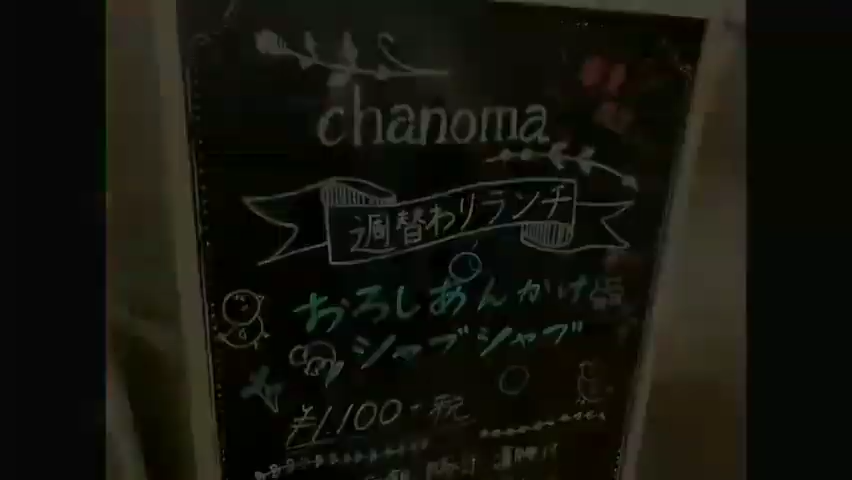 chanoma
週替わりランチ
おろしあんかけ
シャブシャブ
¥1.100-税